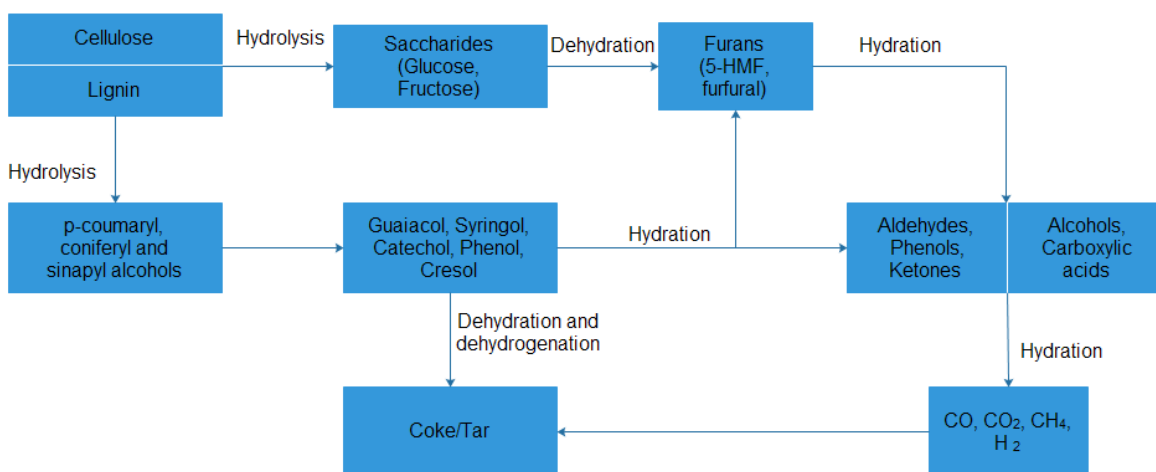 Cellulose
Hydrolysis
Saccharides
(Glucose,
Fructose)
Dehydration
Furans
(5-HMF,
furfural)
Hydration
Lignin
Hydrolysis
p-coumaryl,
coniferyl and
sinapyl alcohols
Guaiacol, Syringol,
Catechol, Phenol,
Cresol
Hydration
Aldehydes,
Phenols,
Ketones
Alcohols,
Carboxylic
acids
Dehydration and
dehydrogenation
Hydration
Coke/Tar
CO, CO₂, CH₄,
H ₂